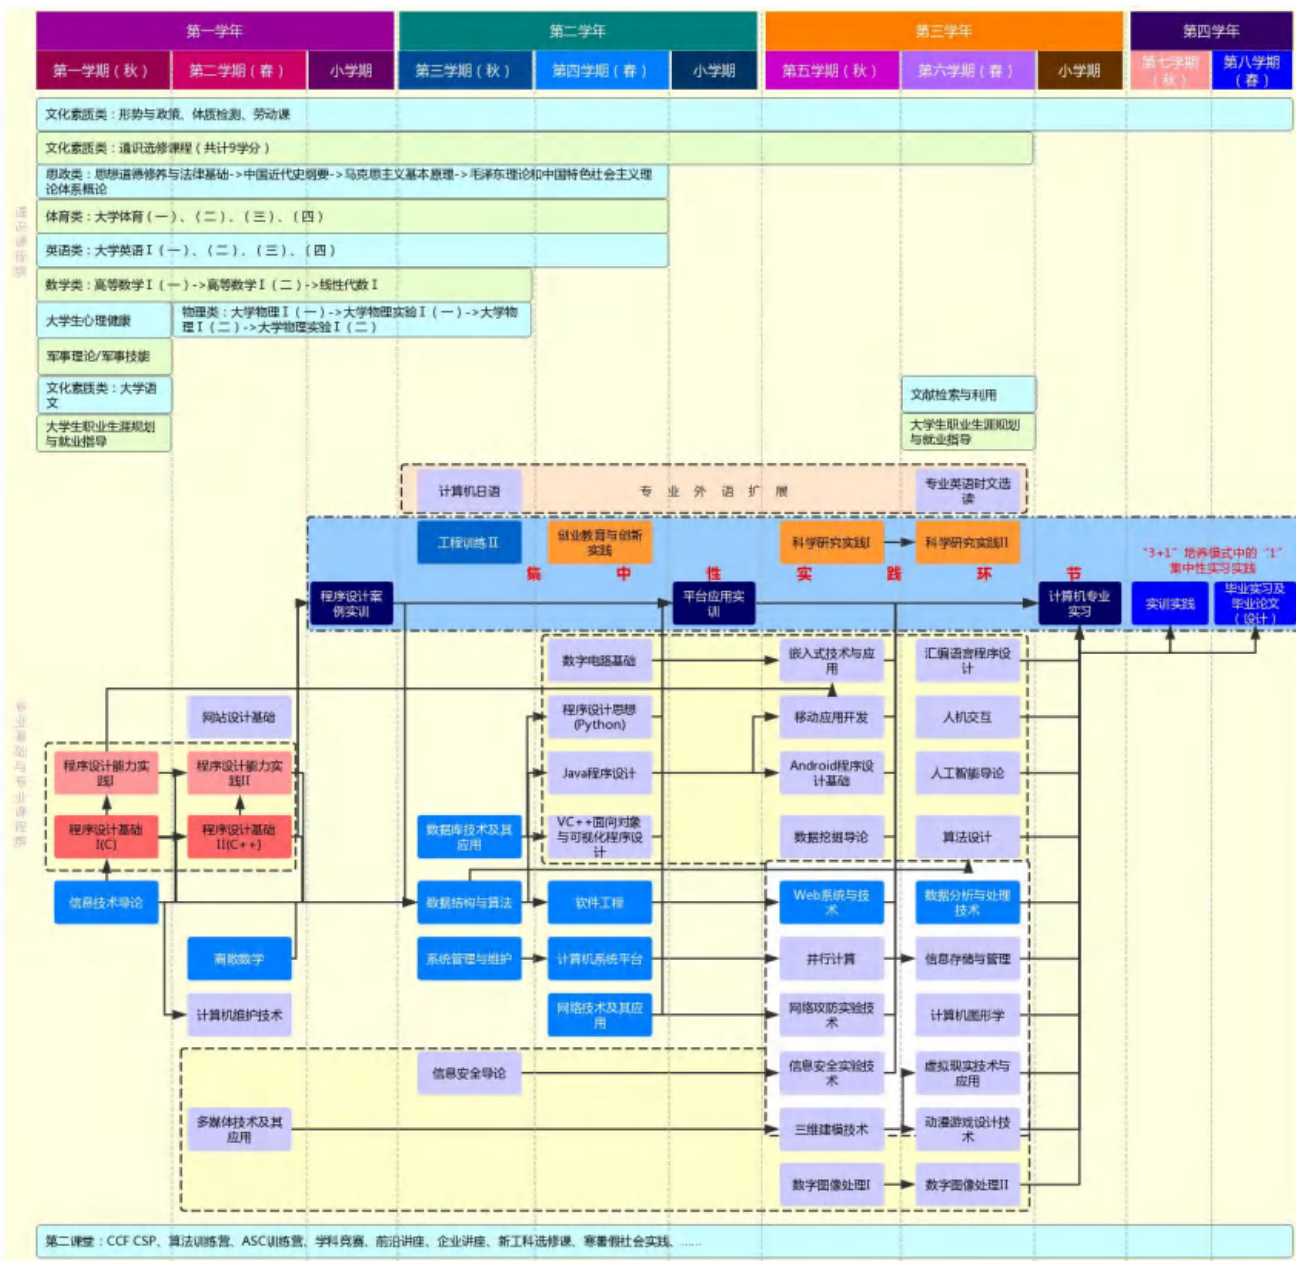 第一学年
第二学年
第三学年
第四学年
第一学期（秋）
第二学期（春）
小学期
第三学期（秋）
第四学期（春）
小学期
第五学期（秋）
第六学期（春）
小学期
第七学期
（秋）
第八学期
（春）
文化素质类：形势与政策、体质检测、劳动课
文化素质类：通识选修课程（共计9学分）
思政类：思想道德修养与法律基础->中国近代史纲要->马克思主义基本原理->毛泽东理论和中国特色社会主义理
论体系概论
体育类：大学体育（一）、（二）、（三）、（四）
英语类：大学英语Ⅰ（一）、（二）、（三）、（四）
数学类：高等数学Ⅰ（一）->高等数学Ⅰ（二）->线性代数Ⅰ
大学生心理健康
物理类：大学物理Ⅰ（一）->大学物理实验Ⅰ（一）->大学物
理Ⅰ（二）->大学物理实验Ⅰ（二）
军事理论/军事技能
文化素质类：大学语
文
文献检索与利用
大学生职业生涯规划
与就业指导
大学生职业生涯规划
与就业指导
计算机日语
专业外语扩展
专业英语时文选
读
工程训练II
创业教育与创新
实践
科学研究实践I
科学研究实践II
集中性实践环节
"3+1"培养模式中的"1"
集中性实习实践
程序设计案
例实训
平台应用实
训
计算机专业
实习
实训实践
毕业实习及
毕业论文
（设计）
数字电路基础
嵌入式技术与应
用
汇编语言程序设
计
网站设计基础
程序设计思想
(Python)
移动应用开发
人机交互
程序设计能力实
践I
程序设计能力实
践II
Java程序设计
Android程序设
计基础
人工智能导论
程序设计基础
I(C)
程序设计基础
II(C++)
数据库技术及其
应用
VC++面向对象
与可视化程序设
计
数据挖掘导论
算法设计
信息技术导论
数据结构与算法
软件工程
Web系统与技
术
数据分析与处理
技术
离散数学
系统管理与维护
计算机系统平台
并行计算
信息存储与管理
计算机维护技术
网络技术及其应
用
网络攻防实验技
术
计算机图形学
信息安全导论
信息安全实验技
术
虚拟现实技术与
应用
多媒体技术及其
应用
三维建模技术
动漫游戏设计技
术
数字图像处理I
数字图像处理II
第二课堂：CCF CSP、算法训练营、ASC训练营、学科竞赛、前沿讲座、企业讲座、新工科选修课、寒暑假社会实践、……